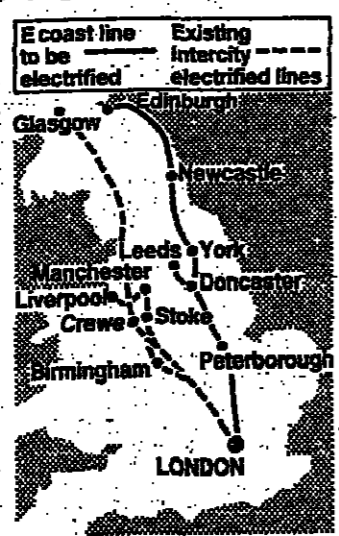 E coast line
to be
electrified
Existing
Intercity
electrified lines
Edinburgh
Glasgow
Newcastle
Leeds
York
Manchester
Doncaster
Liverpool
Crewe
Stoke
Peterborough
Birmingham
LONDON